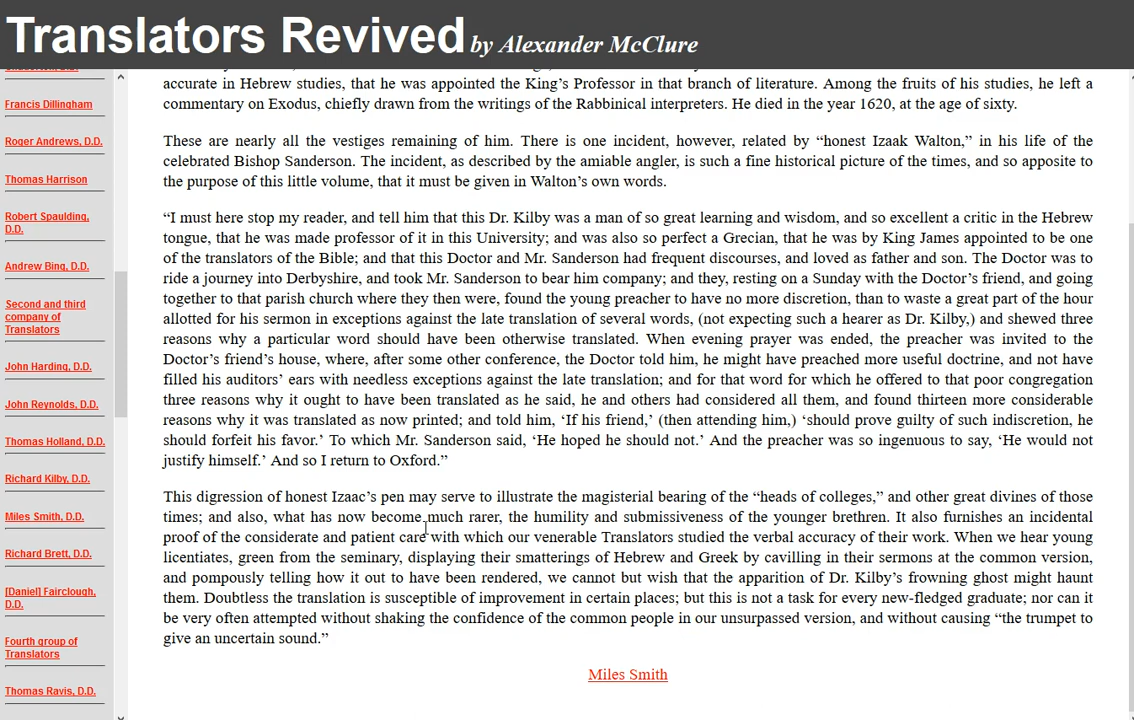 Translators Revived by Alexander McClure
Francis Dillingham
Roger Andrews, D.D.
Thomas Harrison
Robert Spaulding,
D.D.
Andrew Bing, D.D.
Second and third
company of
Translators
John Harding, D.D.
John Reynolds, D.D.
Thomas Holland, D.D.
Richard Kilby, D.D.
Miles Smith, D.D.
Richard Brett, D.D.
[Daniel] Fairclough,
D.D.
Fourth group of
Translators
Thomas Ravis, D.D.
accurate in Hebrew studies, that he was appointed the King’s Professor in that branch of literature. Among the fruits of his studies, he left a
commentary on Exodus, chiefly drawn from the writings of the Rabbinical interpreters. He died in the year 1620, at the age of sixty.
These are nearly all the vestiges remaining of him. There is one incident, however, related by “honest Izaak Walton,” in his life of the
celebrated Bishop Sanderson. The incident, as described by the amiable angler, is such a fine historical picture of the times, and so apposite to
the purpose of this little volume, that it must be given in Walton’s own words.
“I must here stop my reader, and tell him that this Dr. Kilby was a man of so great learning and wisdom, and so excellent a critic in the Hebrew
tongue, that he was made professor of it in this University; and was also so perfect a Grecian, that he was by King James appointed to be one
of the translators of the Bible; and that this Doctor and Mr. Sanderson had frequent discourses, and loved as father and son. The Doctor was to
ride a journey into Derbyshire, and took Mr. Sanderson to bear him company; and they, resting on a Sunday with the Doctor’s friend, and going
together to that parish church where they then were, found the young preacher to have no more discretion, than to waste a great part of the hour
allotted for his sermon in exceptions against the late translation of several words, (not expecting such a hearer as Dr. Kilby,) and shewed three
reasons why a particular word should have been otherwise translated. When evening prayer was ended, the preacher was invited to the
Doctor’s friend’s house, where, after some other conference, the Doctor told him, he might have preached more useful doctrine, and not have
filled his auditors’ ears with needless exceptions against the late translation; and for that word for which he offered to that poor congregation
three reasons why it ought to have been translated as he said, he and others had considered all them, and found thirteen more considerable
reasons why it was translated as now printed; and told him, ‘If his friend,’ (then attending him,) ‘should prove guilty of such indiscretion, he
should forfeit his favor.’ To which Mr. Sanderson said, ‘He hoped he should not.’ And the preacher was so ingenuous to say, ‘He would not
justify himself.’ And so I return to Oxford.”
This digression of honest Izaac’s pen may serve to illustrate the magisterial bearing of the “heads of colleges,” and other great divines of those
times; and also, what has now become much rarer, the humility and submissiveness of the younger brethren. It also furnishes an incidental
proof of the considerate and patient care with which our venerable Translators studied the verbal accuracy of their work. When we hear young
licentiates, green from the seminary, displaying their smatterings of Hebrew and Greek by cavilling in their sermons at the common version,
and pompously telling how it out to have been rendered, we cannot but wish that the apparition of Dr. Kilby’s frowning ghost might haunt
them. Doubtless the translation is susceptible of improvement in certain places; but this is not a task for every new-fledged graduate; nor can it
be very often attempted without shaking the confidence of the common people in our unsurpassed version, and without causing “the trumpet to
give an uncertain sound.”
Miles Smith